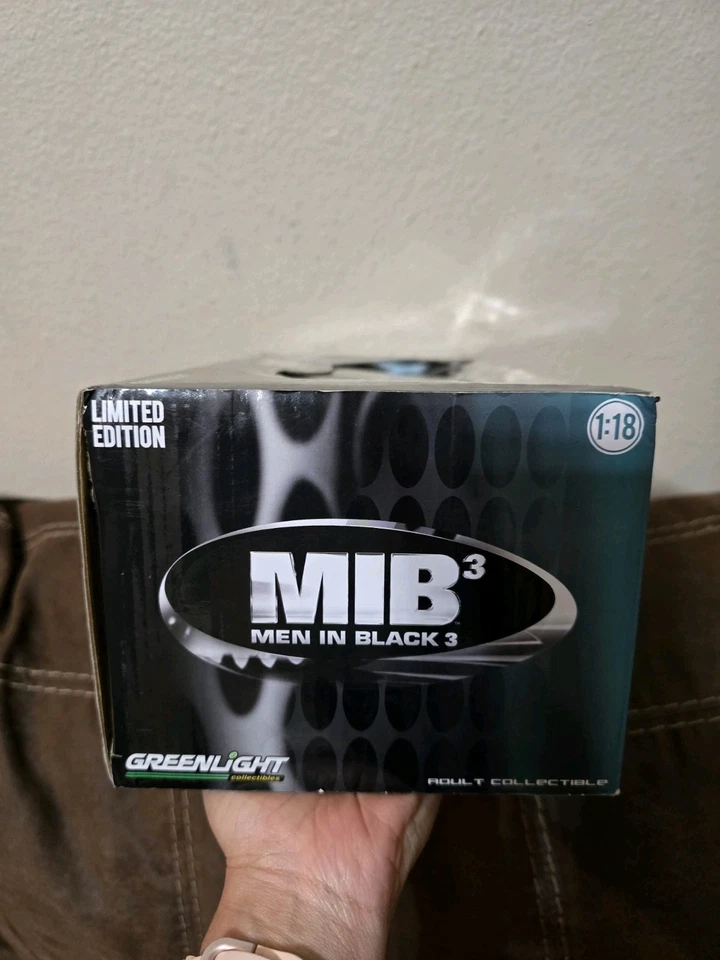 LIMITED
EDITION
1:18
MIB³
MEN IN BLACK 3
GREENLIGHT
collectibles
ADULT COLLECTIBLE